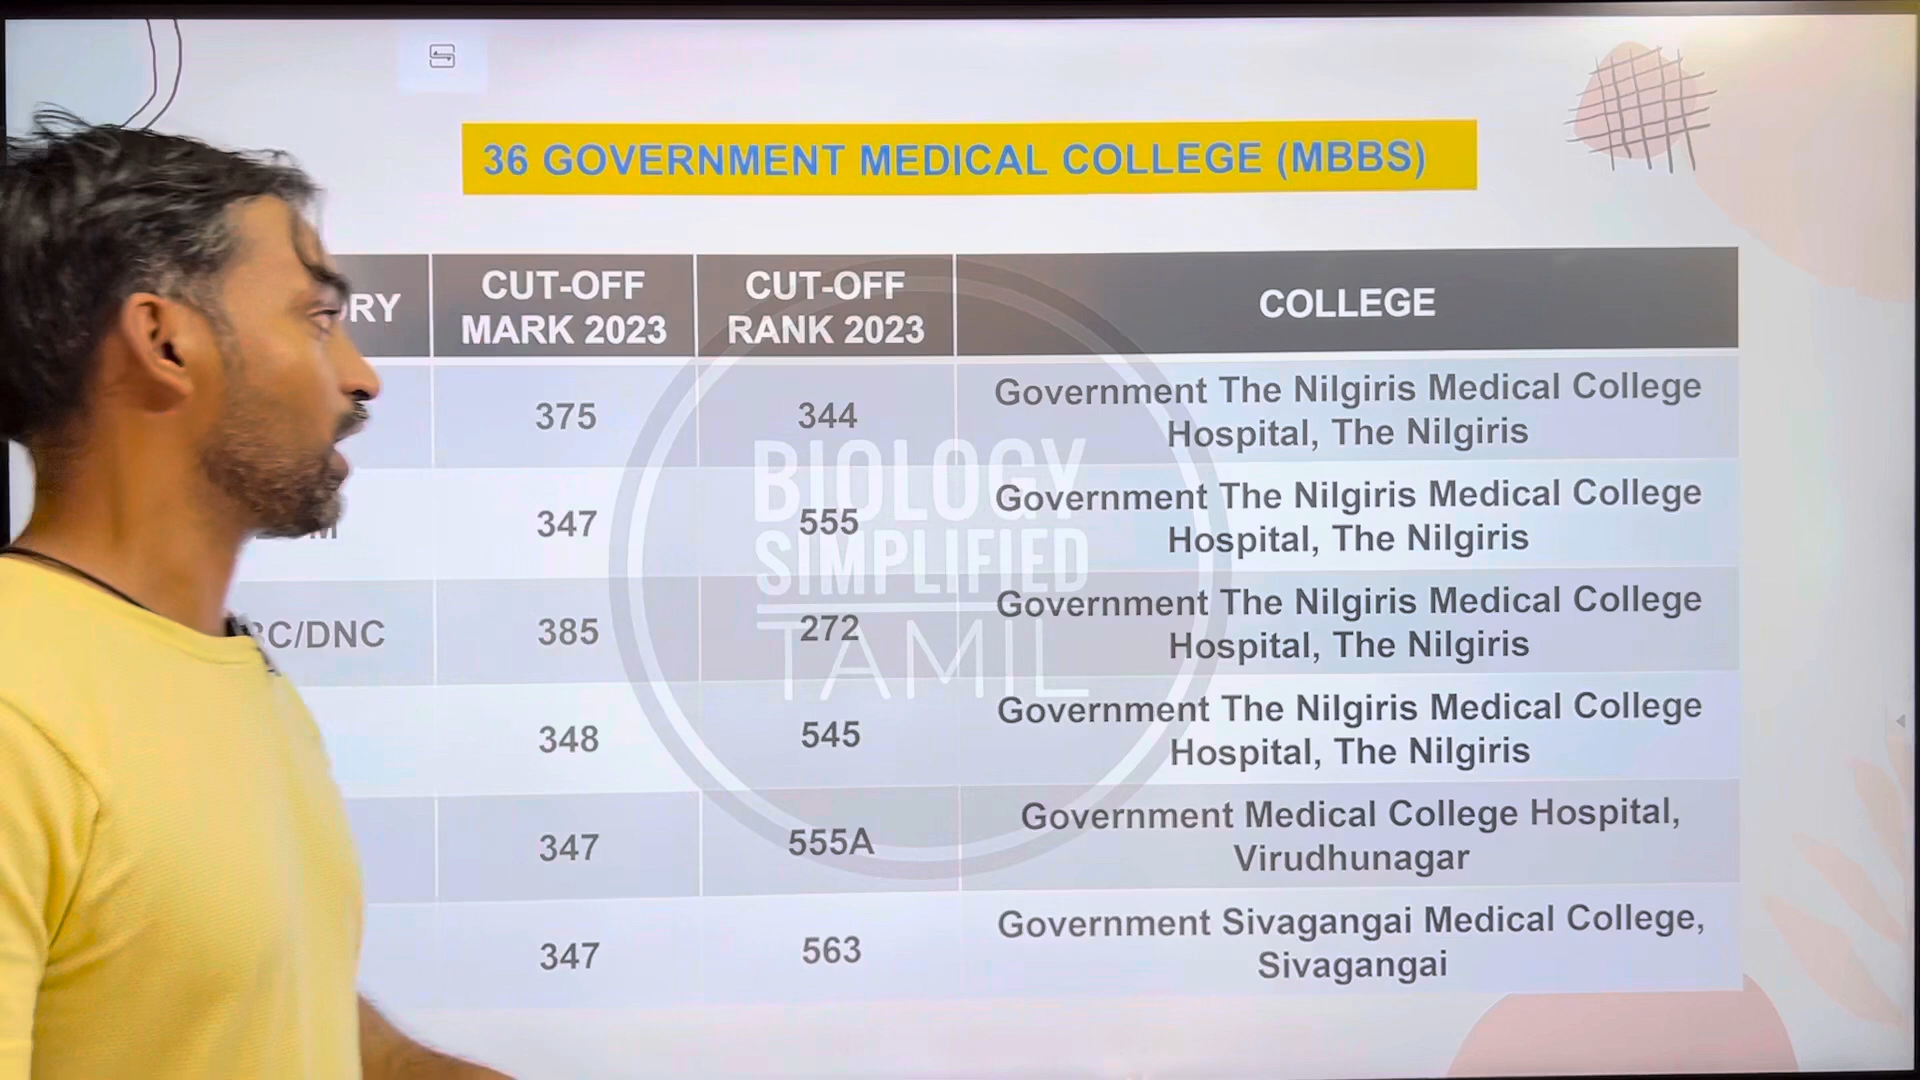 36 GOVERNMENT MEDICAL COLLEGE (MBBS)
CUT-OFF
MARK 2023
CUT-OFF
RANK 2023
COLLEGE
375
344
Government The Nilgiris Medical College
Hospital, The Nilgiris
347
555
Government The Nilgiris Medical College
Hospital, The Nilgiris
BC/DNC
385
272
Government The Nilgiris Medical College
Hospital, The Nilgiris
348
545
Government The Nilgiris Medical College
Hospital, The Nilgiris
347
555A
Government Medical College Hospital,
Virudhunagar
347
563
Government Sivagangai Medical College,
Sivagangai
BIOLOGY
SIMPLIFIED
TAMIL